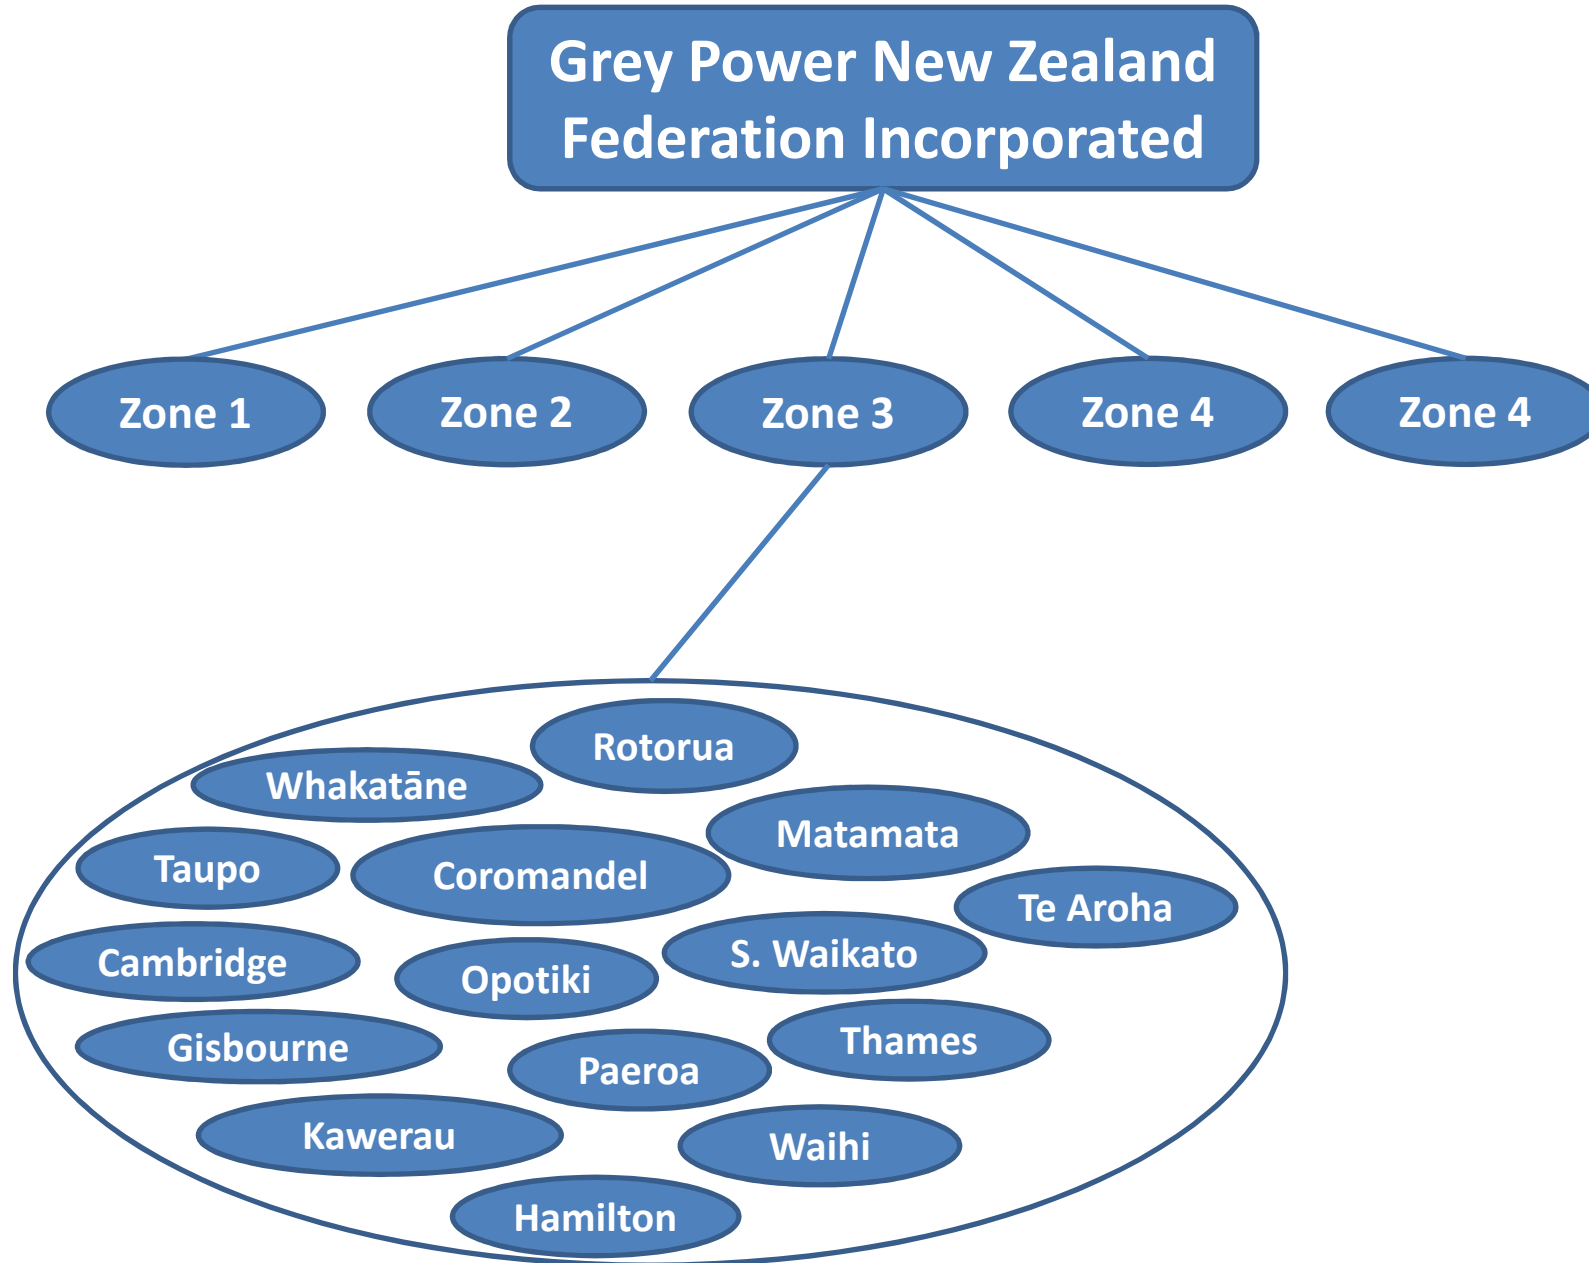 Grey Power New Zealand
Federation Incorporated
Zone 1
Zone 2
Zone 3
Zone 4
Zone 4
Rotorua
Whakatāne
Matamata
Taupo
Coromandel
Te Aroha
Cambridge
Opotiki
S. Waikato
Gisbourne
Paeroa
Thames
Kawerau
Waihi
Hamilton